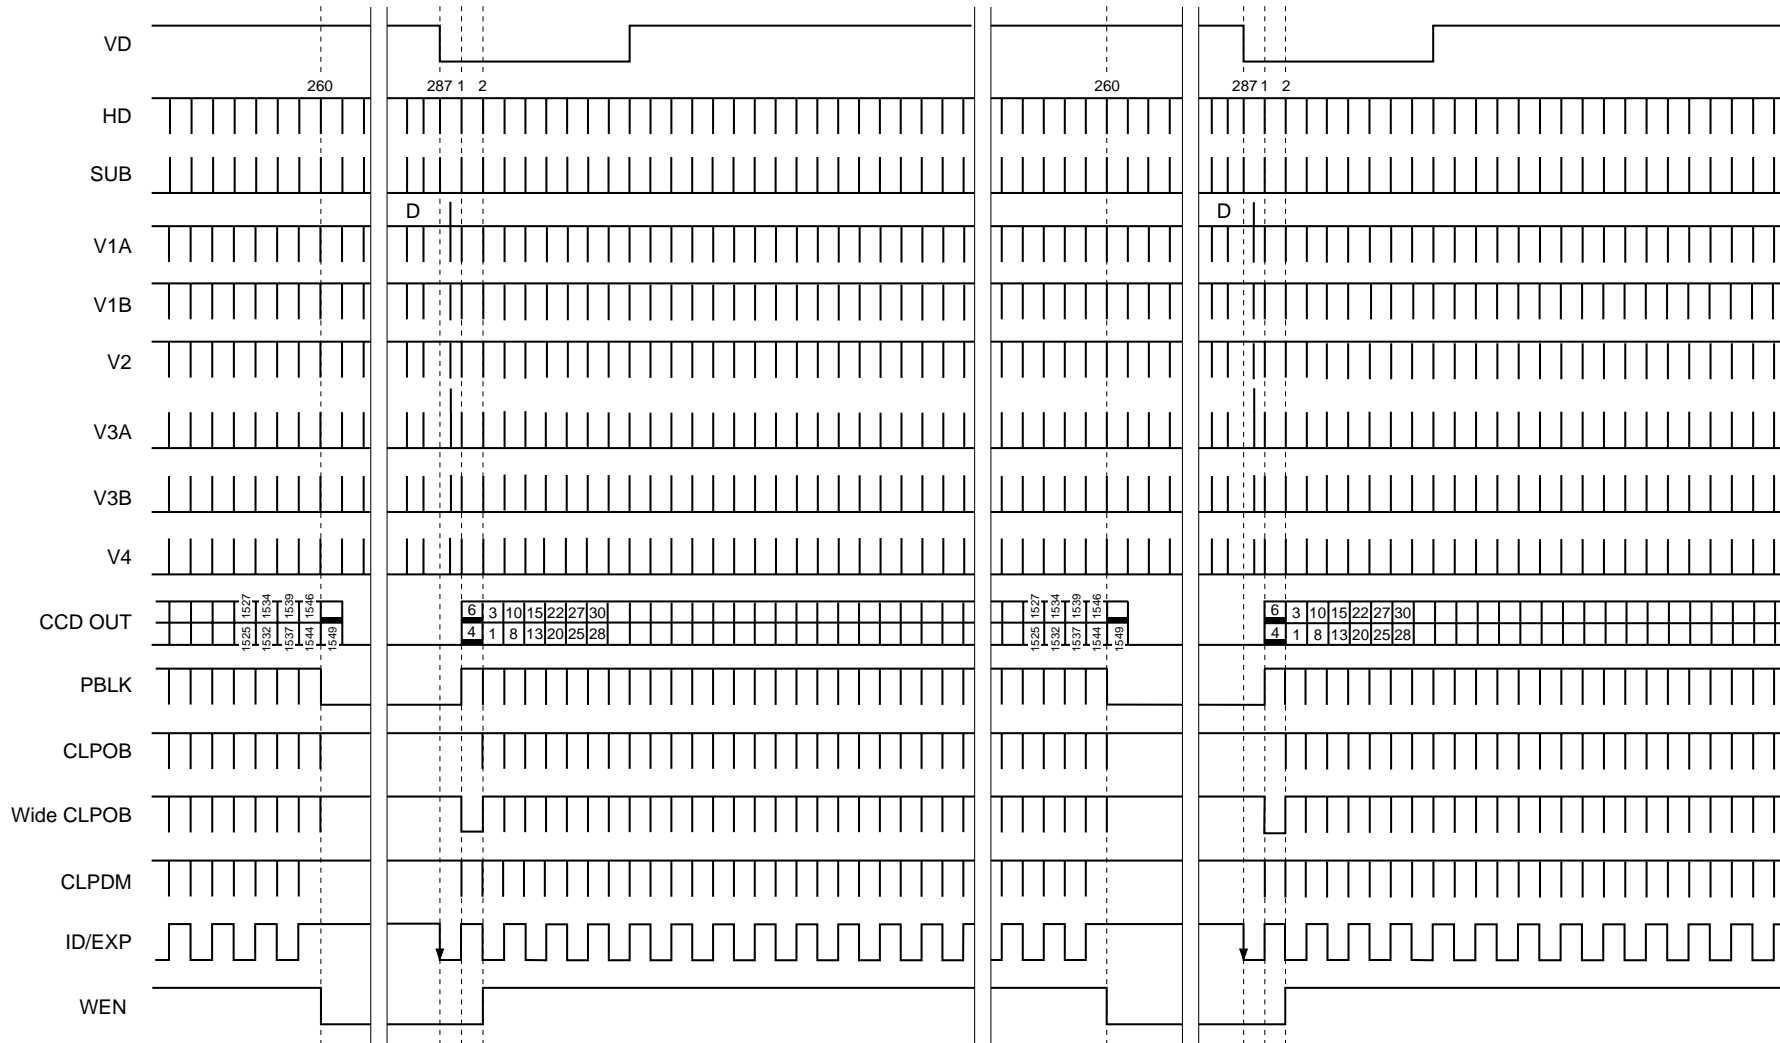 VD
260 287 1 2 260 287 1 2
HD
SUB
D D
V1A
V1B
V2
V3A
V3B
V4
1527 1534 1539 1546 6 3 10 15 22 27 30 1527 1534 1539 1546 6 3 10 15 22 27 30
CCD OUT
1525 1532 1537 1544 1549 4 1 8 13 20 25 28 1525 1532 1537 1544 1549 4 1 8 13 20 25 28
PBLK
CLPOB
Wide CLPOB
CLPDM
ID/EXP
WEN